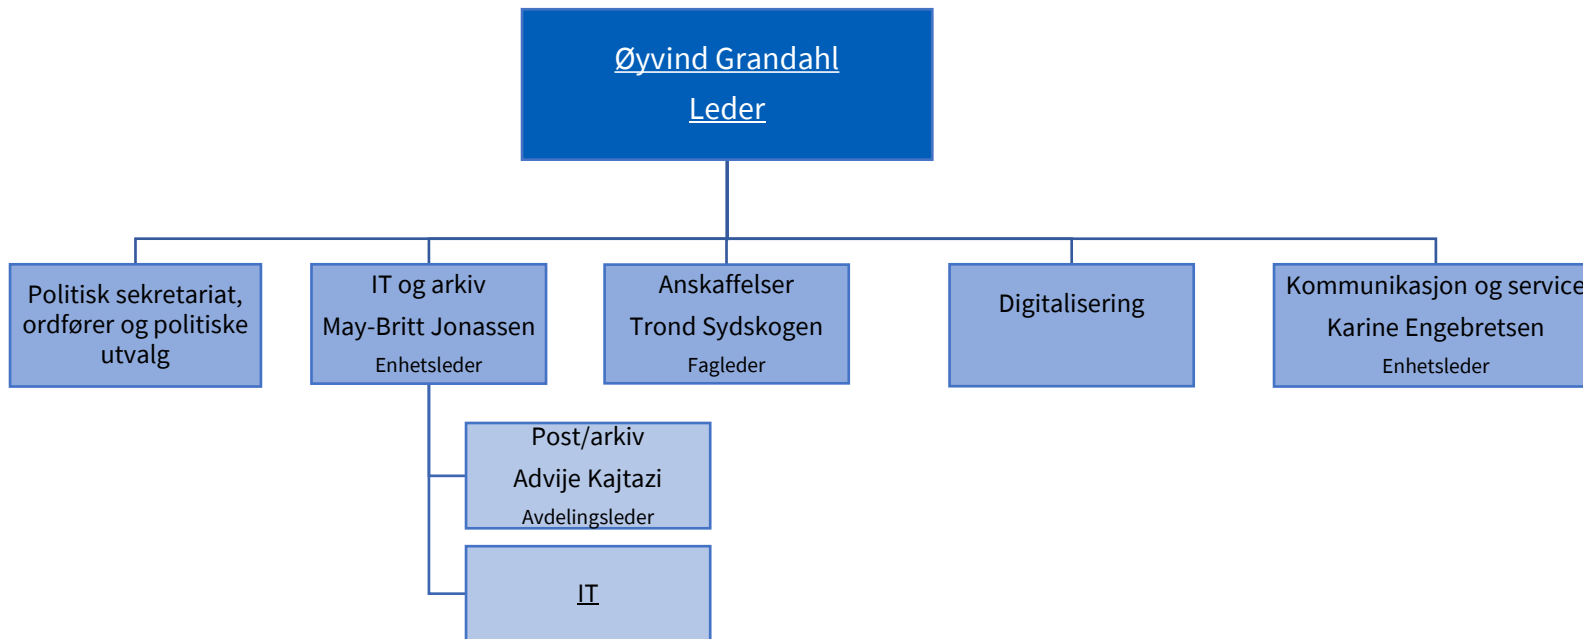 Øyvind Grandahl
Leder
Politisk sekretariat,
ordfører og politiske
utvalg
IT og arkiv
May-Britt Jonassen
Enhetsleder
Anskaffelser
Trond Sydskogen
Fagleder
Digitalisering
Kommunikasjon og service
Karine Engebretsen
Enhetsleder
Post/arkiv
Advije Kajtazi
Avdelingsleder
IT